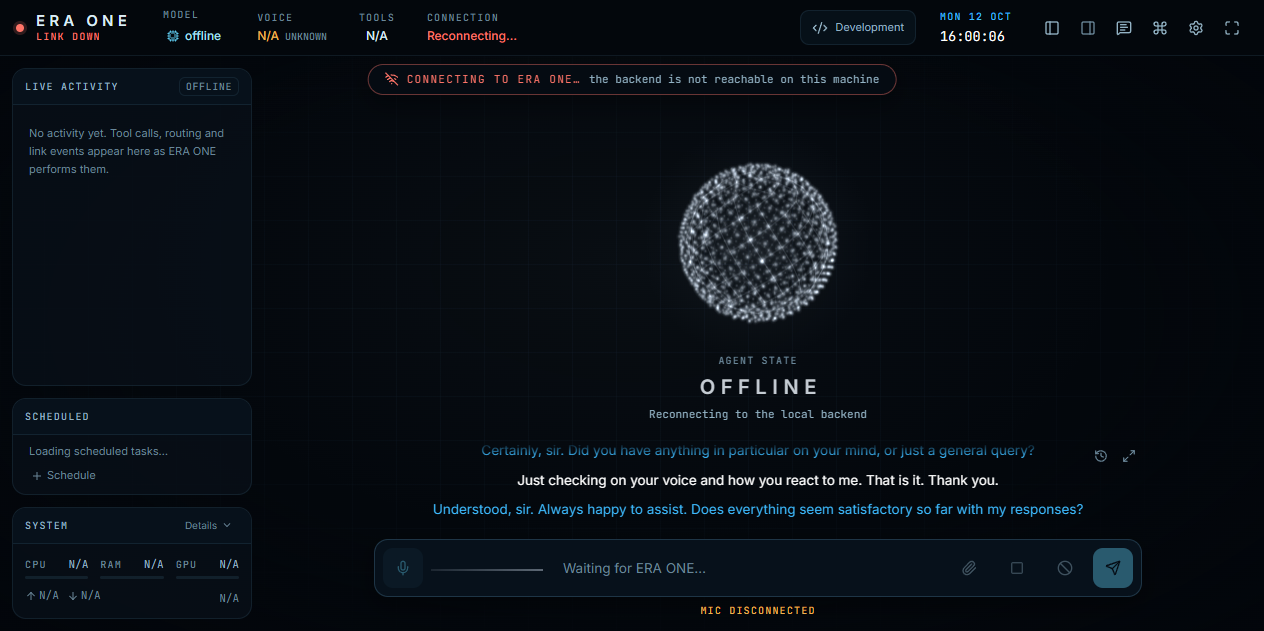 ERA ONE
LINK DOWN
MODEL
offline
VOICE
N/A UNKNOWN
TOOLS
N/A
CONNECTION
Reconnecting...
Development
MON 12 OCT
16:00:06
LIVE ACTIVITY
OFFLINE
No activity yet. Tool calls, routing and
link events appear here as ERA ONE
performs them.
CONNECTING TO ERA ONE… the backend is not reachable on this machine
AGENT STATE
OFFLINE
Reconnecting to the local backend
Certainly, sir. Did you have anything in particular on your mind, or just a general query?
Just checking on your voice and how you react to me. That is it. Thank you.
Understood, sir. Always happy to assist. Does everything seem satisfactory so far with my responses?
SCHEDULED
Loading scheduled tasks...
+ Schedule
SYSTEM
Details
CPU N/A RAM N/A GPU N/A
↑ N/A ↓ N/A N/A
Waiting for ERA ONE...
MIC DISCONNECTED